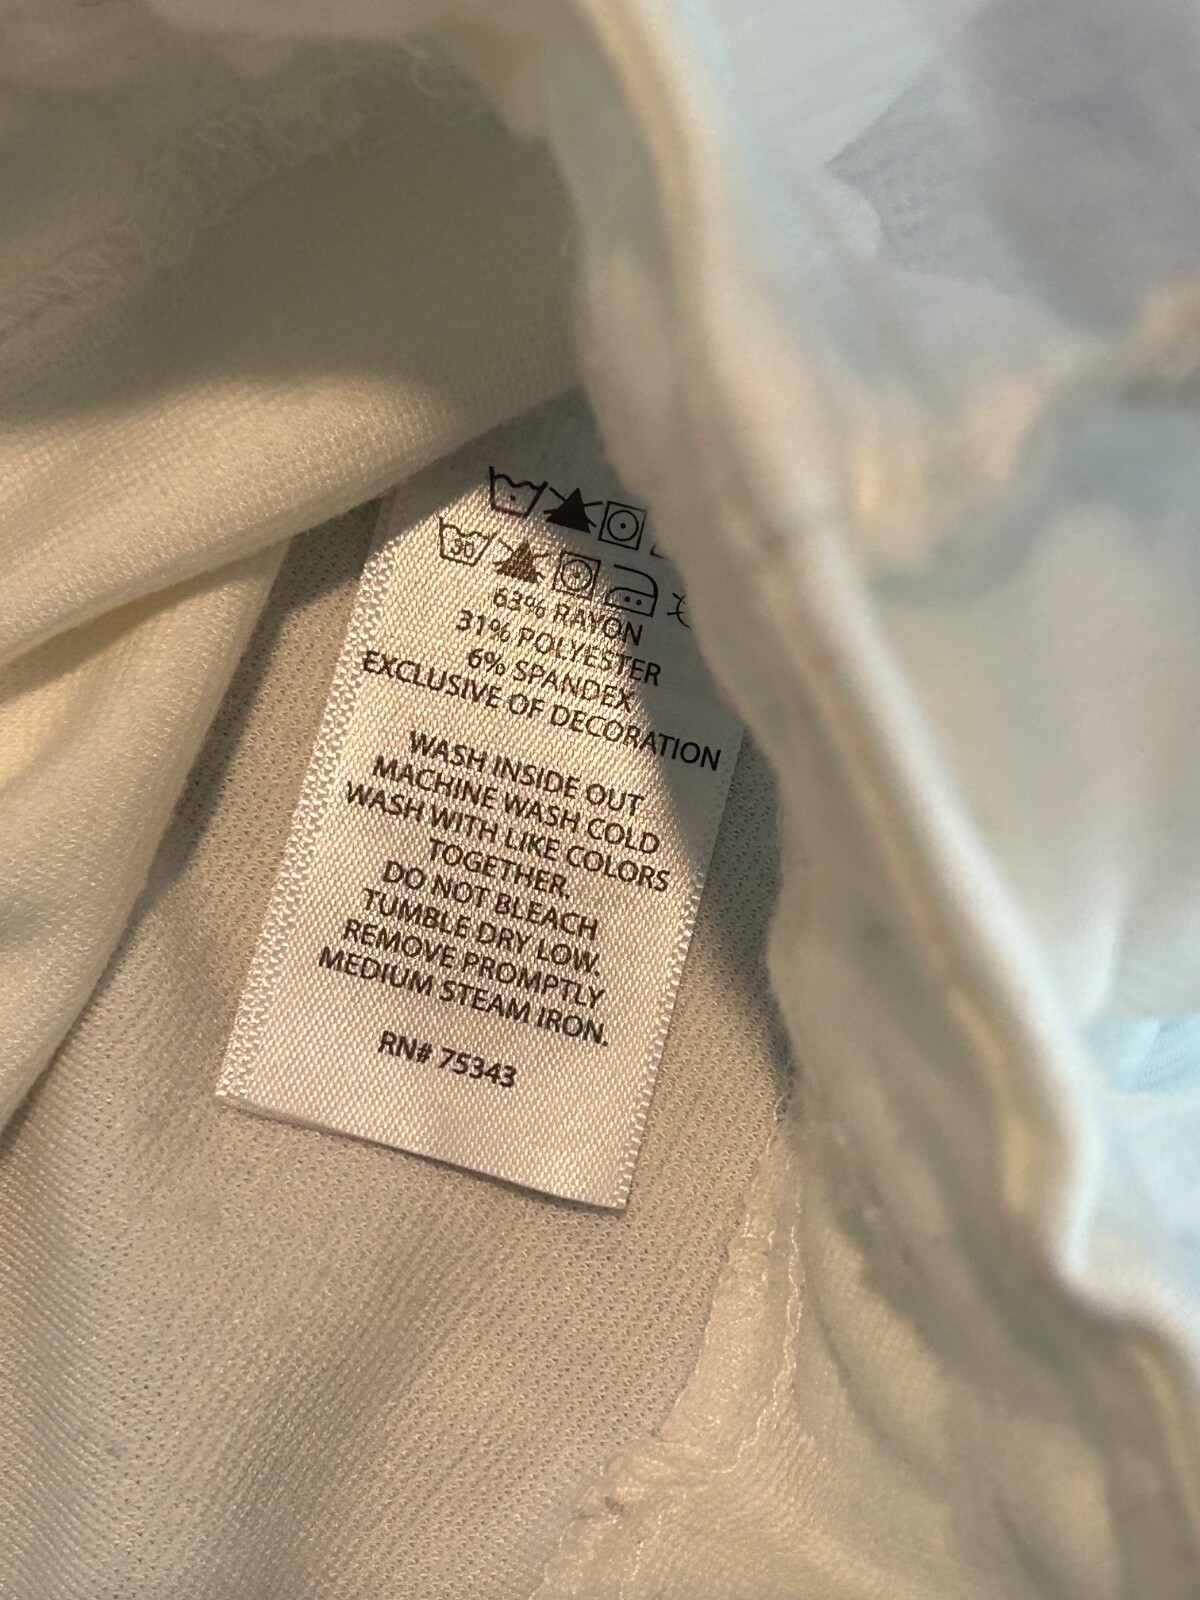 30
63% RAYON
31% POLYESTER
6% SPANDEX
EXCLUSIVE OF DECORATION
WASH INSIDE OUT
MACHINE WASH COLD
WASH WITH LIKE COLORS
TOGETHER.
DO NOT BLEACH
TUMBLE DRY LOW.
REMOVE PROMPTLY
MEDIUM STEAM IRON.
RN# 75343